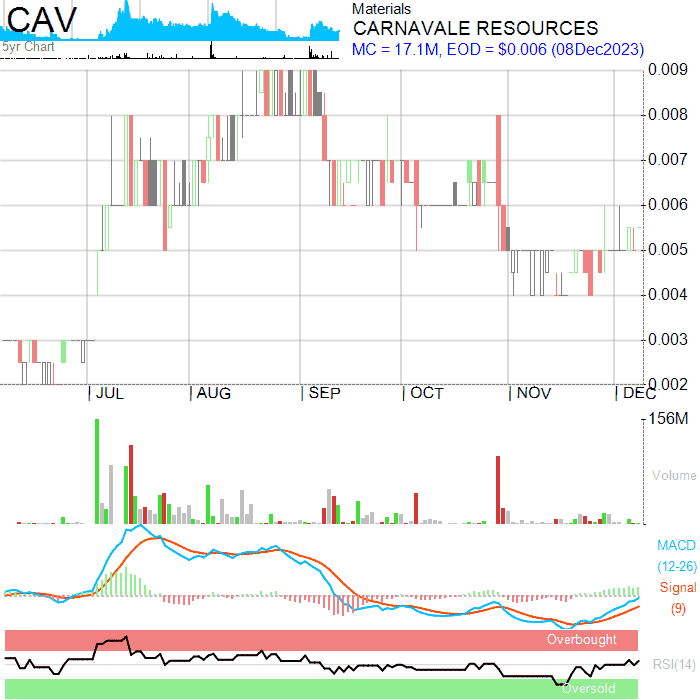 CAV
5yr Chart
Materials
CARNAVALE RESOURCES
MC = 17.1M, EOD = $0.006 (08Dec2023)
0.009
0.008
0.007
0.006
0.005
0.004
0.003
0.002
JUL AUG SEP OCT NOV DEC
156M
Volume
MACD
(12-26)
Signal
(9)
Overbought
RSI(14)
Oversold